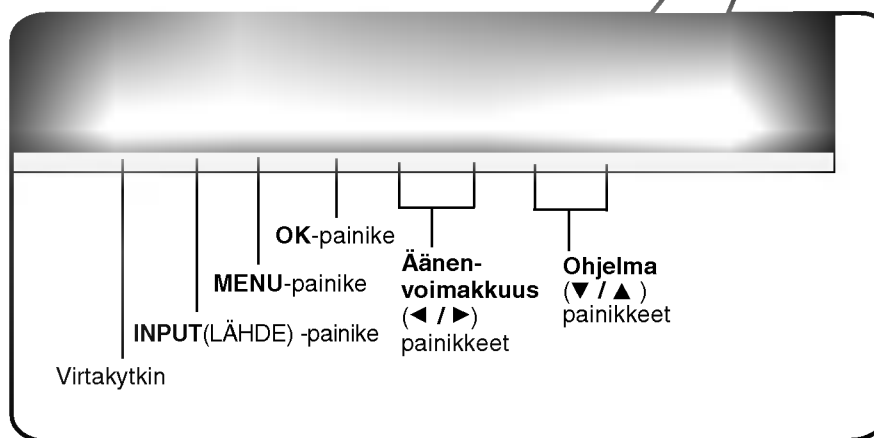 OK-painike
MENU-painike
INPUT(LÄHDE) -painike
Virtakytkin
Äänen-
voimakkuus
(◄ / ►)
painikkeet
Ohjelma
(▼ / ▲ )
painikkeet